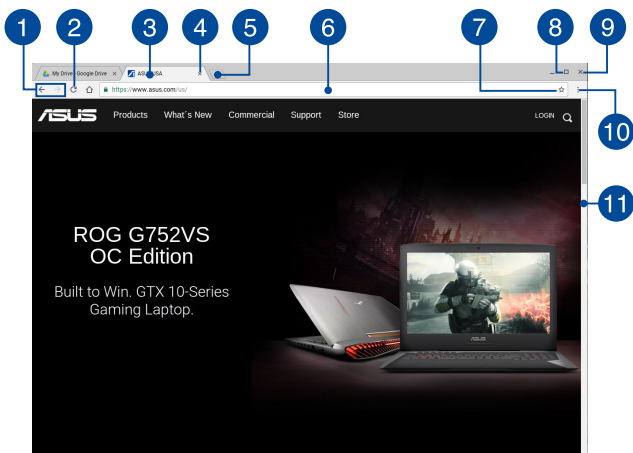 1 2 3 4 5 6 7 8 9
My Drive - Google Drive × ASUS USA ×
https://www.asus.com/us/
10
ASUS Products What´s New Commercial Support Store LOGIN
11
ROG G752VS
OC Edition
Built to Win. GTX 10-Series
Gaming Laptop.
ASUS